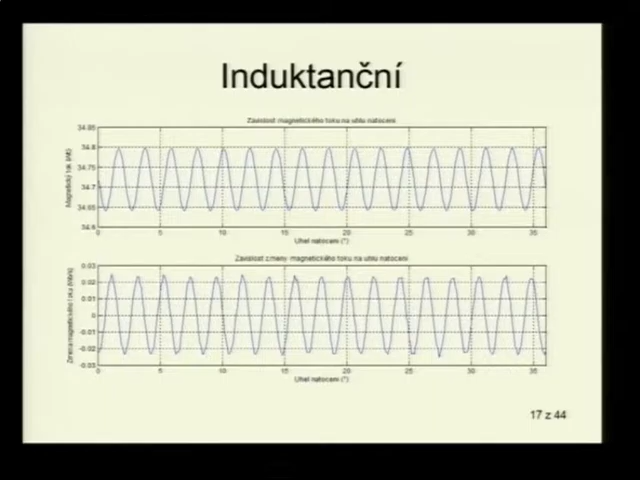 Induktanční
Závislost magnetického toku na uhlu natoceni
34.85
34.8
34.75
34.7
34.65
34.6
0 5 10 15 20 25 30 35
Uhel natoceni (°)
Závislost zmeny magnetického toku na uhlu natoceni
0.03
0.02
0.01
0
-0.01
-0.02
-0.03
0 5 10 15 20 25 30 35
Uhel natoceni (°)
17 z 44